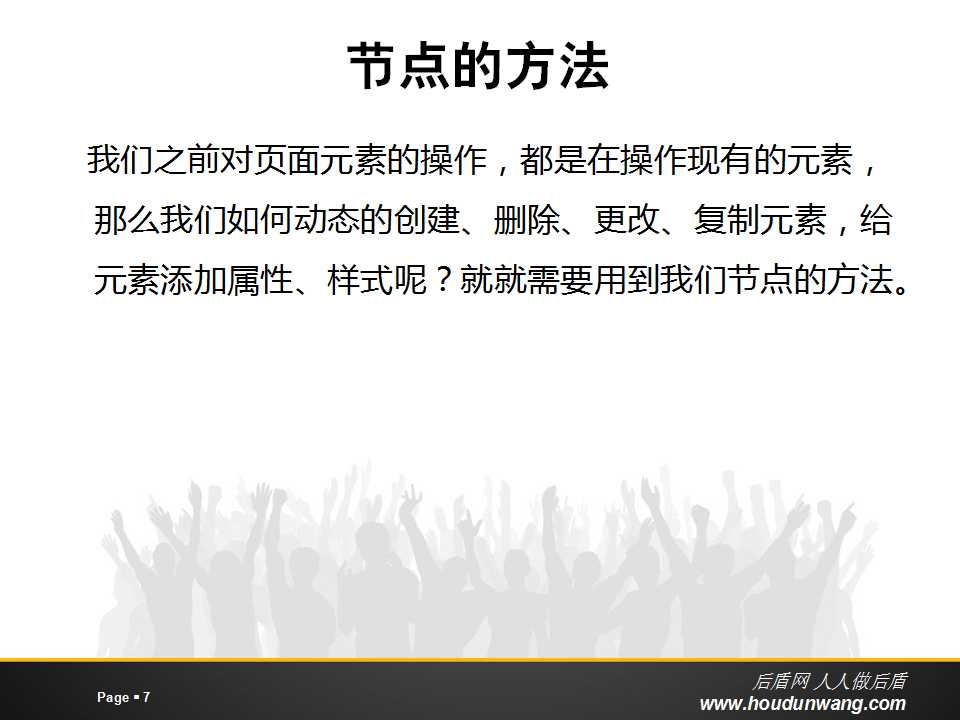 节点的方法
我们之前对页面元素的操作，都是在操作现有的元素，
那么我们如何动态的创建、删除、更改、复制元素，给
元素添加属性、样式呢？就就需要用到我们节点的方法。
后盾网 人人做后盾
Page ▪ 7
www.houdunwang.com